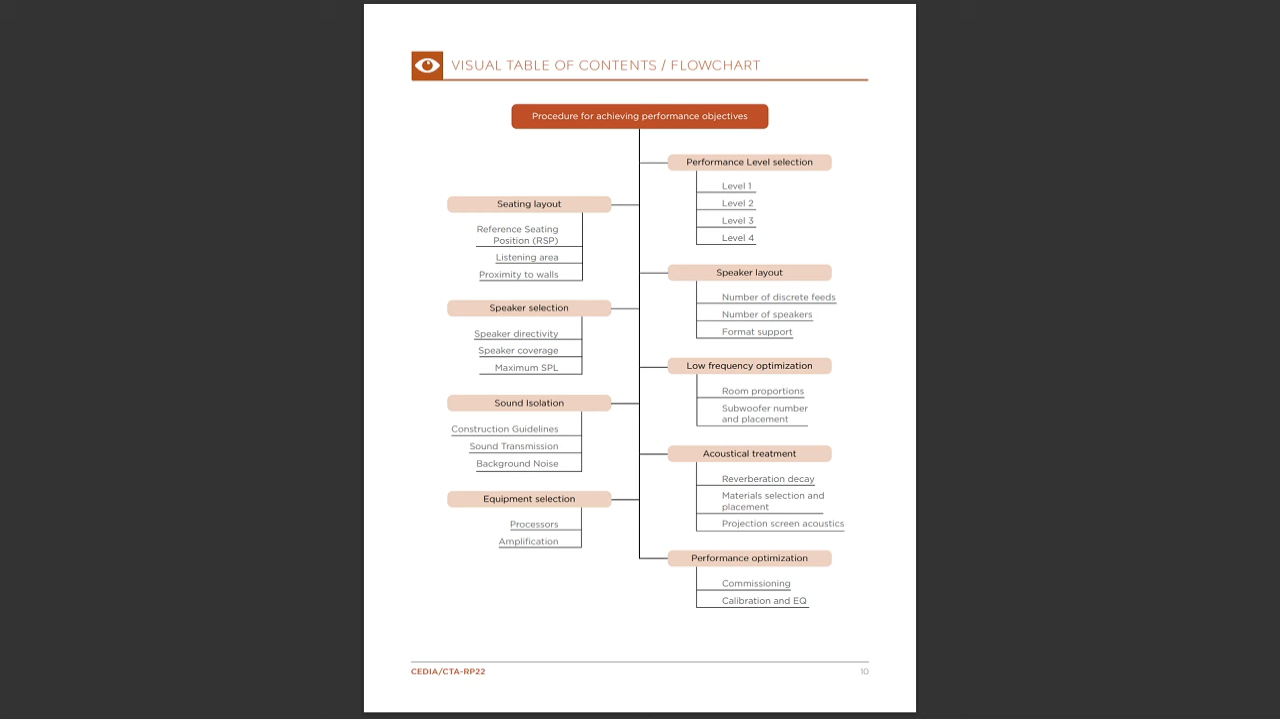 VISUAL TABLE OF CONTENTS / FLOWCHART
Procedure for achieving performance objectives
Performance Level selection
Level 1
Level 2
Level 3
Level 4
Seating layout
Reference Seating
Position (RSP)
Listening area
Proximity to walls
Speaker layout
Number of discrete feeds
Number of speakers
Format support
Speaker selection
Speaker directivity
Speaker coverage
Maximum SPL
Low frequency optimization
Room proportions
Subwoofer number
and placement
Sound Isolation
Construction Guidelines
Sound Transmission
Background Noise
Acoustical treatment
Reverberation decay
Materials selection and
placement
Projection screen acoustics
Equipment selection
Processors
Amplification
Performance optimization
Commissioning
Calibration and EQ
CEDIA/CTA-RP22
10